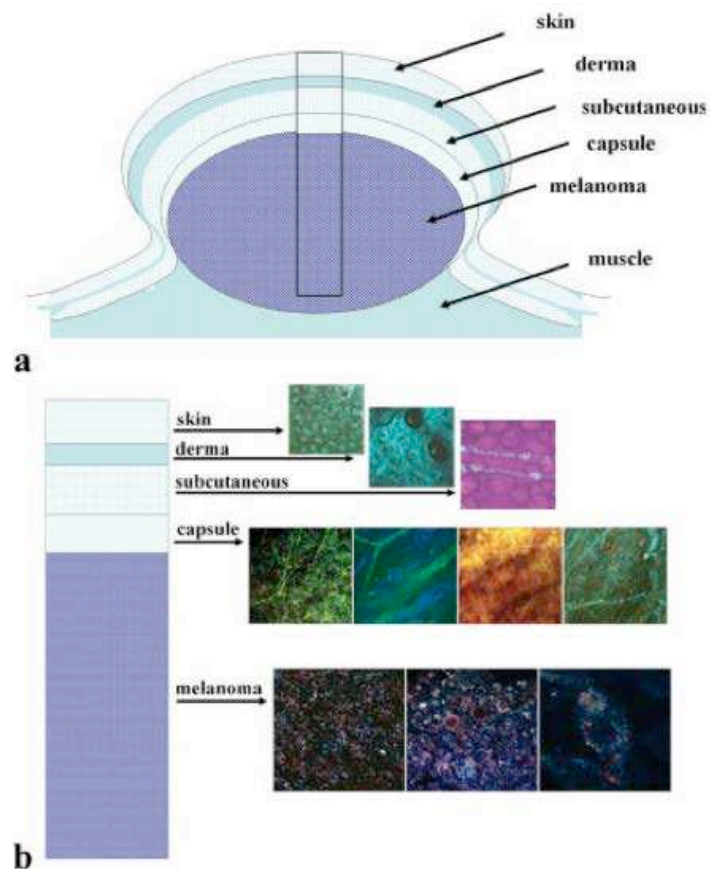 skin
derma
subcutaneous
capsule
melanoma
muscle
a
skin
derma
subcutaneous
capsule
melanoma
b